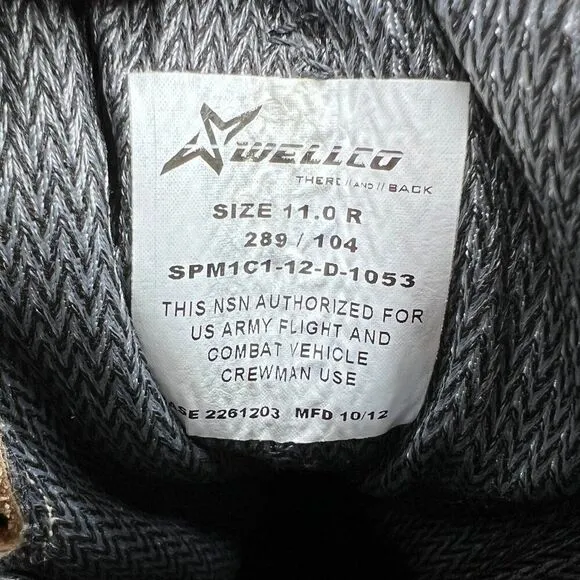 WELLCO
THERE // AND // BACK
SIZE 11.0 R
289 / 104
SPM1C1-12-D-1053
THIS NSN AUTHORIZED FOR
US ARMY FLIGHT AND
COMBAT VEHICLE
CREWMAN USE
2261203 MFD 10/12